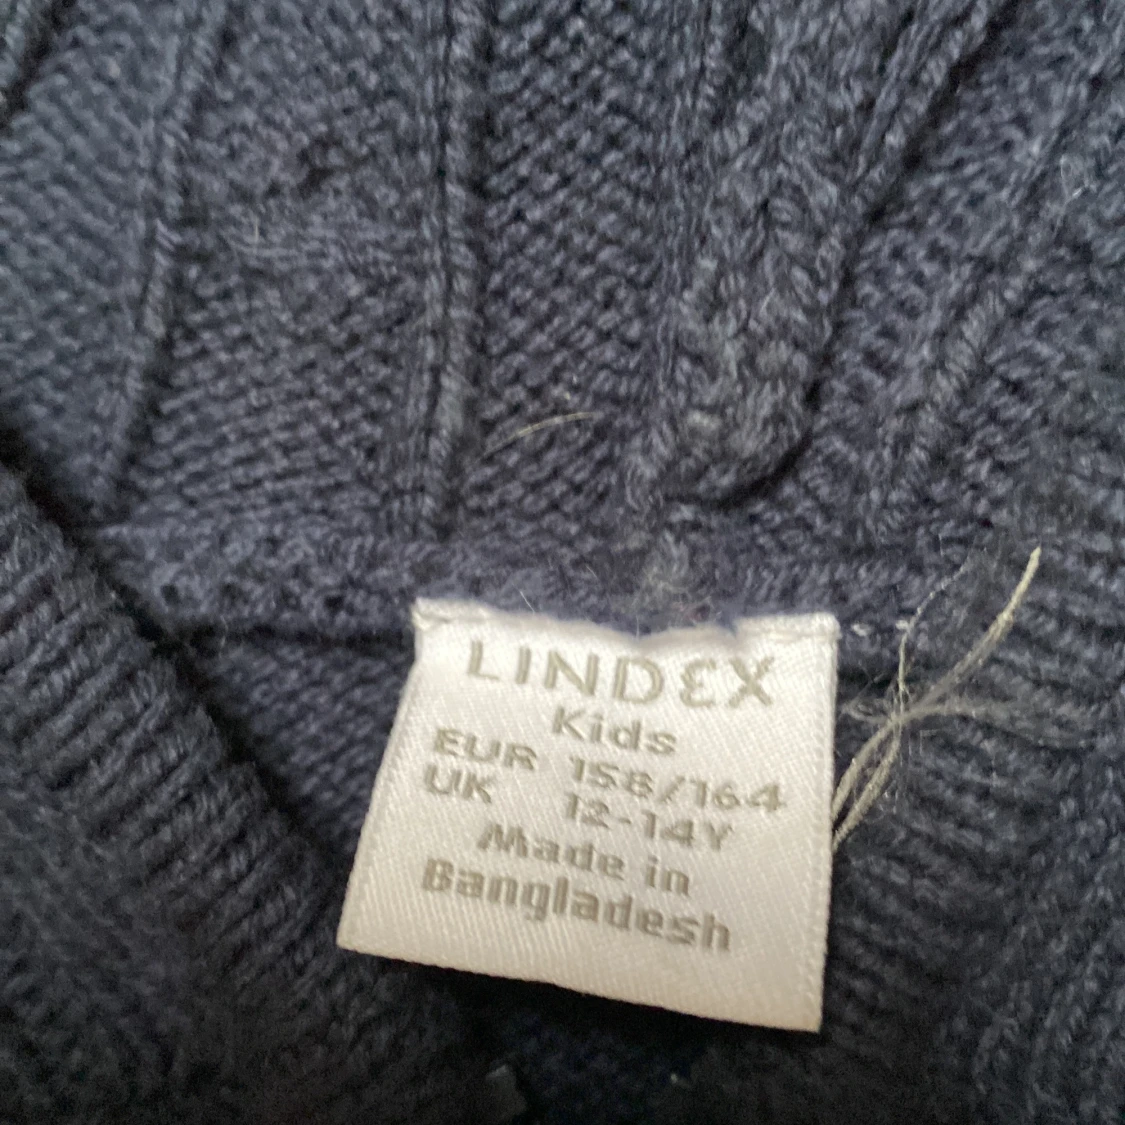 LINDEX
Kids
EUR 158/164
UK 12-14Y
Made in
Bangladesh